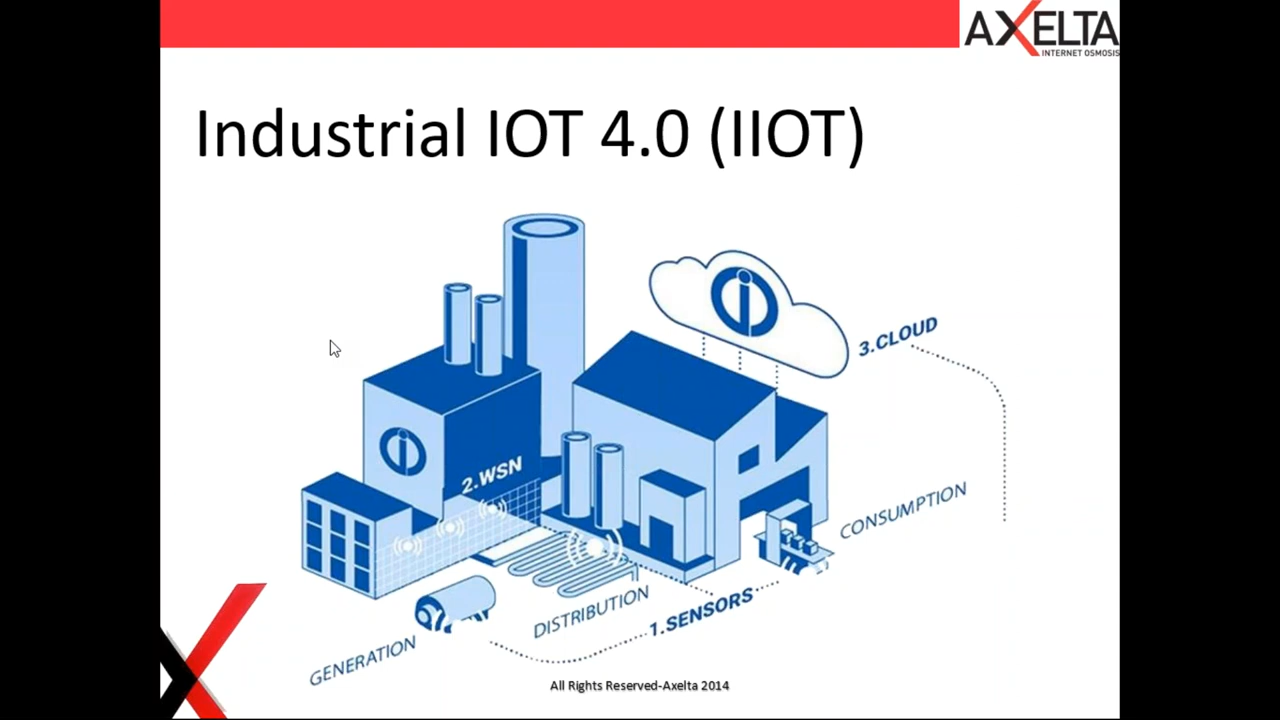 AXELTA
INTERNET OSMOSIS
Industrial IOT 4.0 (IIOT)
3.CLOUD
2.WSN
CONSUMPTION
DISTRIBUTION
1.SENSORS
GENERATION
All Rights Reserved-Axelta 2014